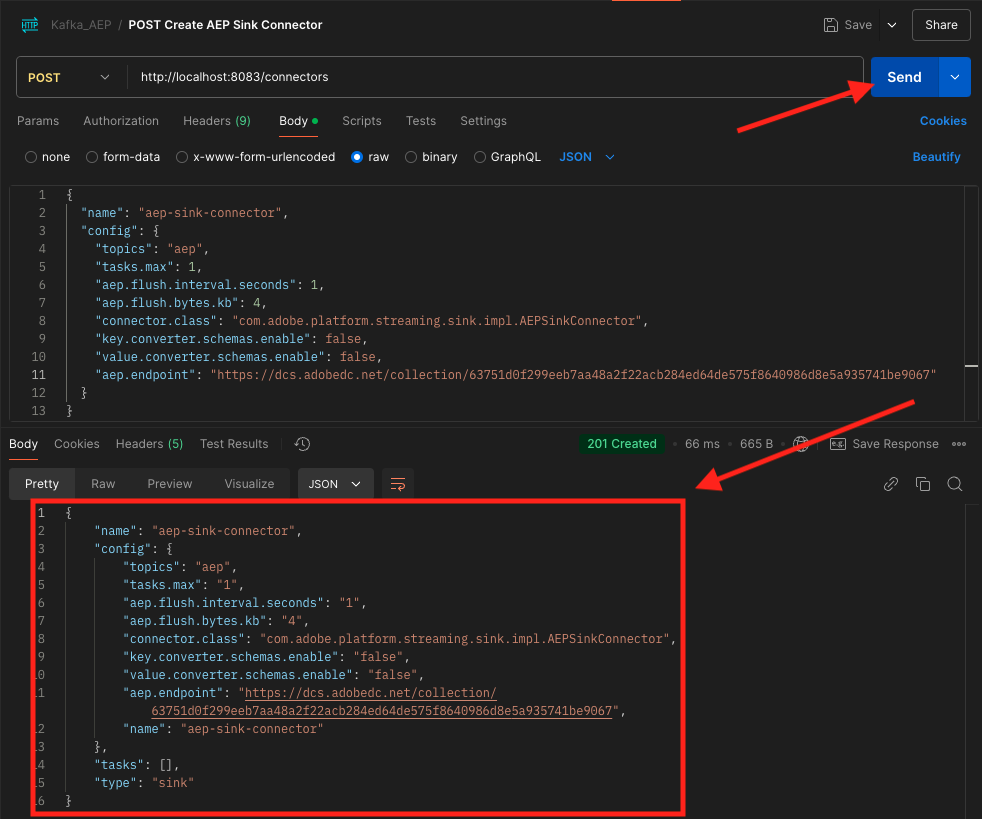 HTTP Kafka_AEP / POST Create AEP Sink Connector Save Share
POST http://localhost:8083/connectors Send
Params Authorization Headers (9) Body Scripts Tests Settings Cookies
none form-data x-www-form-urlencoded raw binary GraphQL JSON Beautify
1 {
2 "name": "aep-sink-connector",
3 "config": {
4 "topics": "aep",
5 "tasks.max": 1,
6 "aep.flush.interval.seconds": 1,
7 "aep.flush.bytes.kb": 4,
8 "connector.class": "com.adobe.platform.streaming.sink.impl.AEPSinkConnector",
9 "key.converter.schemas.enable": false,
10 "value.converter.schemas.enable": false,
11 "aep.endpoint": "https://dcs.adobedc.net/collection/63751d0f299eeb7aa48a2f22acb284ed64de575f8640986d8e5a935741be9067"
12 }
13 }
Body Cookies Headers (5) Test Results 201 Created 66 ms 665 B e.g. Save Response
Pretty Raw Preview Visualize JSON
1 {
2 "name": "aep-sink-connector",
3 "config": {
4 "topics": "aep",
5 "tasks.max": "1",
6 "aep.flush.interval.seconds": "1",
7 "aep.flush.bytes.kb": "4",
8 "connector.class": "com.adobe.platform.streaming.sink.impl.AEPSinkConnector",
9 "key.converter.schemas.enable": "false",
10 "value.converter.schemas.enable": "false",
11 "aep.endpoint": "https://dcs.adobedc.net/collection/
63751d0f299eeb7aa48a2f22acb284ed64de575f8640986d8e5a935741be9067",
12 "name": "aep-sink-connector"
13 },
14 "tasks": [],
15 "type": "sink"
16 }